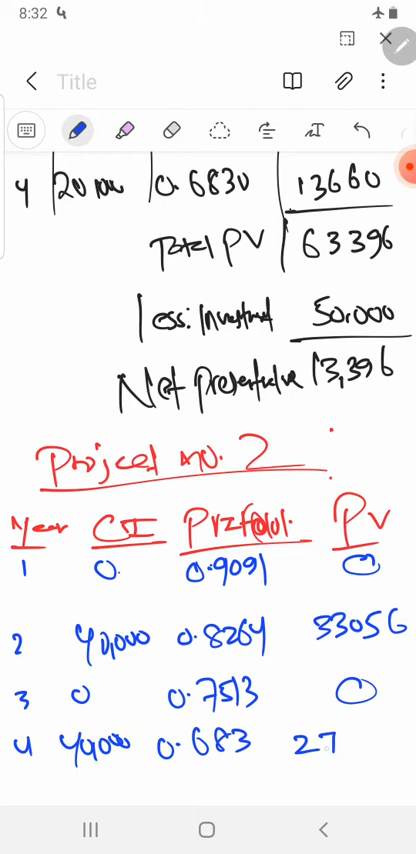 8:32
Title
4 20,000 0.6830 13660
Total PV 63396
less: Investment 50,000
Net Present value 13,396
Project no. 2
Year CI PV
1 0. 0.9091 0
2 40,000 0.8264 33056
3 0 0.7513 0
4 40,000 0.683 27